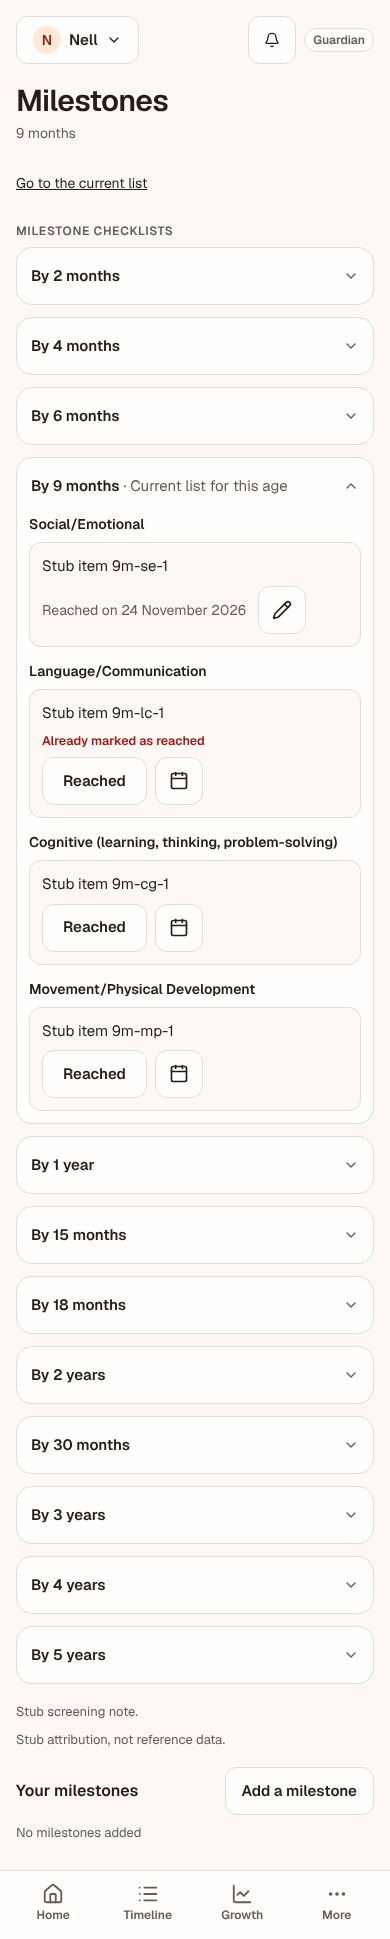 N Nell Guardian
Milestones
9 months
Go to the current list
MILESTONE CHECKLISTS
By 2 months
By 4 months
By 6 months
By 9 months · Current list for this age
Social/Emotional
Stub item 9m-se-1
Reached on 24 November 2026
Language/Communication
Stub item 9m-lc-1
Already marked as reached
Reached
Cognitive (learning, thinking, problem-solving)
Stub item 9m-cg-1
Reached
Movement/Physical Development
Stub item 9m-mp-1
Reached
By 1 year
By 15 months
By 18 months
By 2 years
By 30 months
By 3 years
By 4 years
By 5 years
Stub screening note.
Stub attribution, not reference data.
Your milestones Add a milestone
No milestones added
Home Timeline Growth More